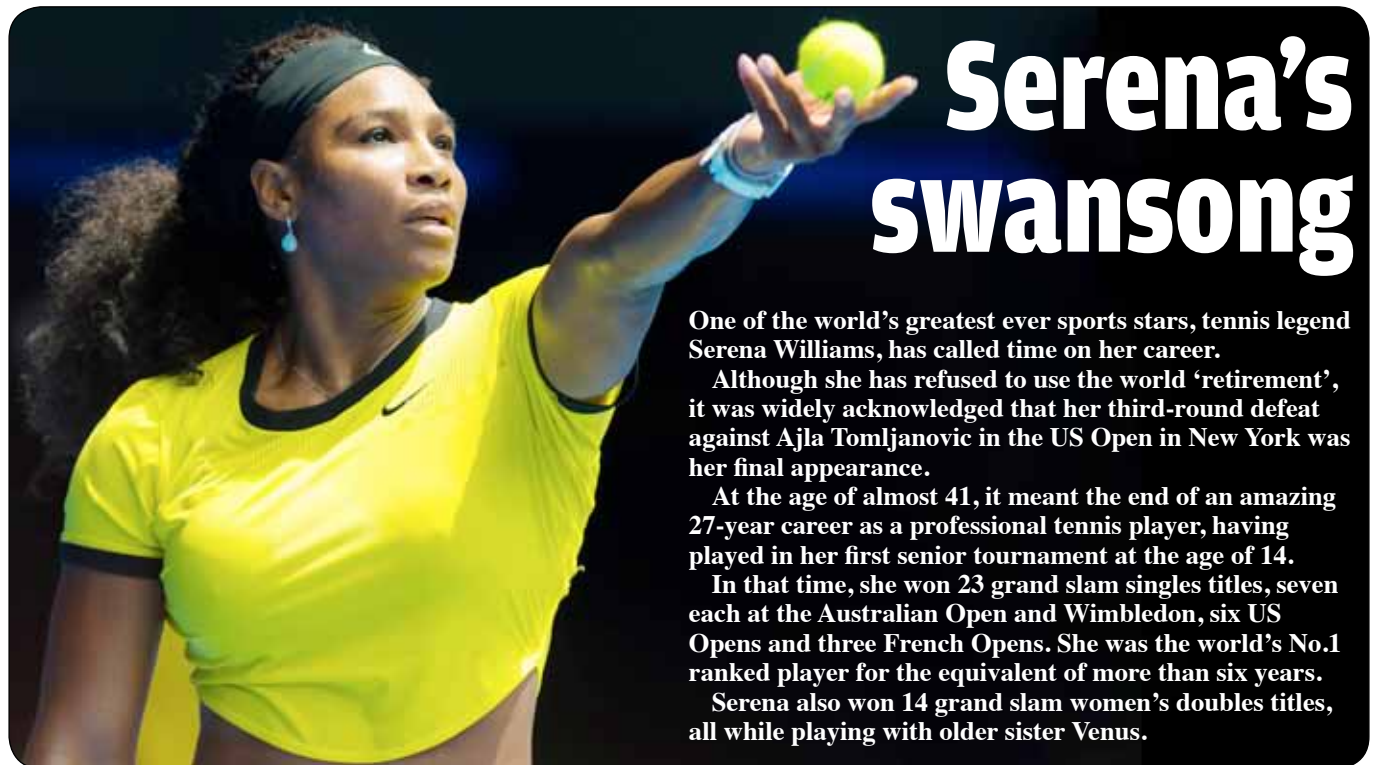 Serena’s
swansong
One of the world’s greatest ever sports stars, tennis legend
Serena Williams, has called time on her career.
Although she has refused to use the world ‘retirement’,
it was widely acknowledged that her third-round defeat
against Ajla Tomljanovic in the US Open in New York was
her final appearance.
At the age of almost 41, it meant the end of an amazing
27-year career as a professional tennis player, having
played in her first senior tournament at the age of 14.
In that time, she won 23 grand slam singles titles, seven
each at the Australian Open and Wimbledon, six US
Opens and three French Opens. She was the world’s No.1
ranked player for the equivalent of more than six years.
Serena also won 14 grand slam women’s doubles titles,
all while playing with older sister Venus.